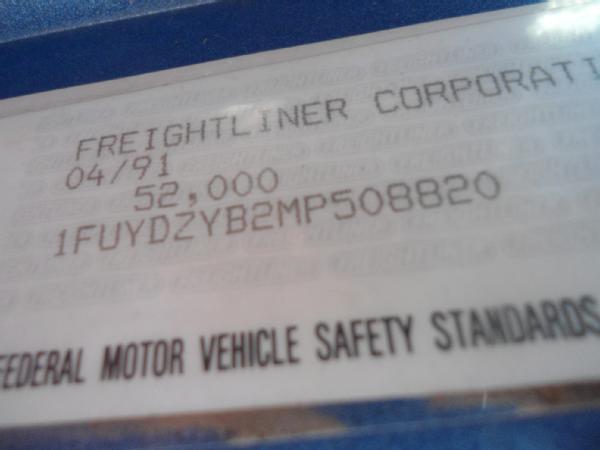 FREIGHTLINER CORPORATI
04/91
52,000
1FUYDZYB2MP508820
FEDERAL MOTOR VEHICLE SAFETY STANDARDS